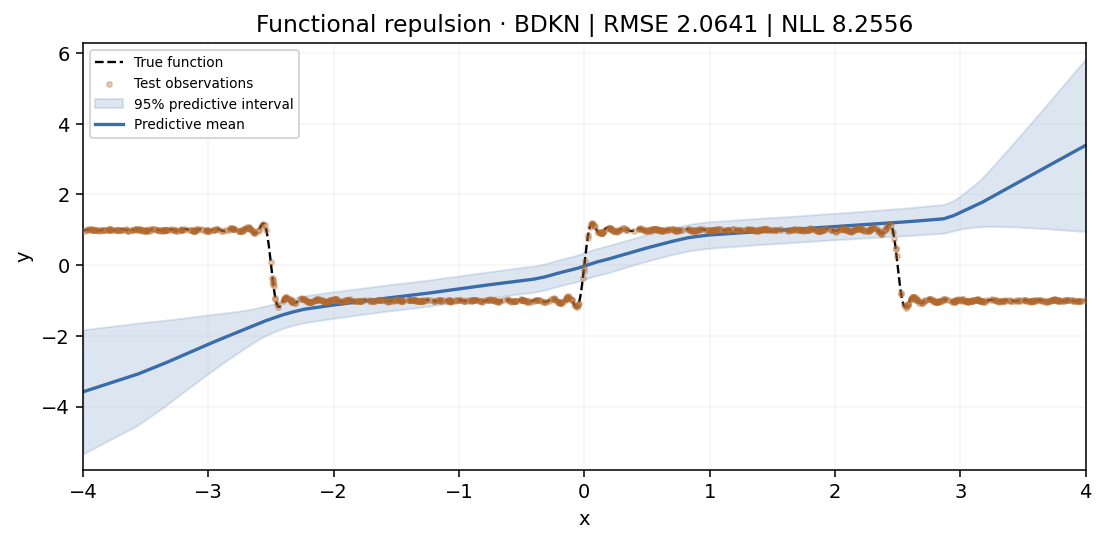 Functional repulsion · BDKN | RMSE 2.0641 | NLL 8.2556
True function
Test observations
95% predictive interval
Predictive mean
y
6
4
2
0
−2
−4
−4
−3
−2
−1
0
1
2
3
4
x